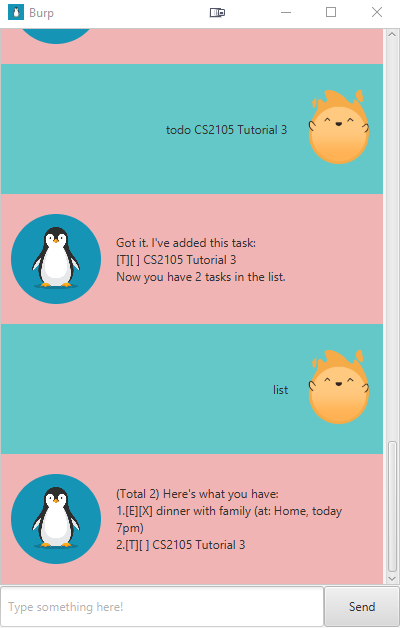 Burp
todo CS2105 Tutorial 3
Got it. I've added this task:
[T][ ] CS2105 Tutorial 3
Now you have 2 tasks in the list.
list
(Total 2) Here's what you have:
1.[E][X] dinner with family (at: Home, today
7pm)
2.[T][ ] CS2105 Tutorial 3
Type something here!
Send